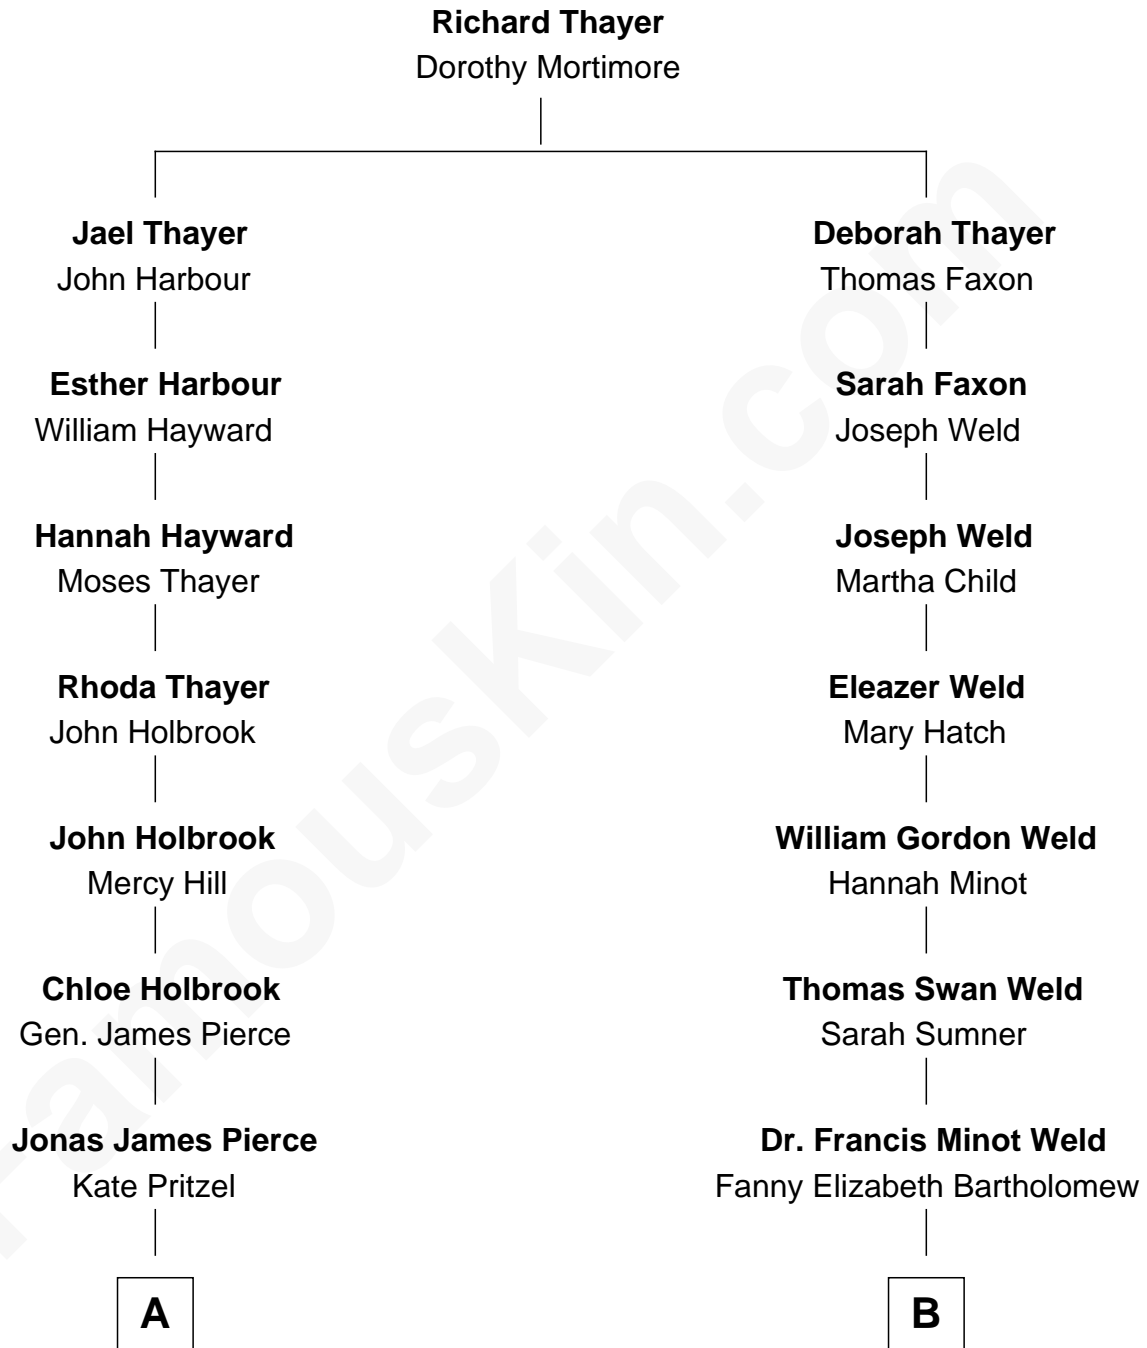 Richard Thayer
Dorothy Mortimore
Jael Thayer
John Harbour
Deborah Thayer
Thomas Faxon
Esther Harbour
William Hayward
Sarah Faxon
Joseph Weld
Hannah Hayward
Moses Thayer
Joseph Weld
Martha Child
Rhoda Thayer
John Holbrook
Eleazer Weld
Mary Hatch
John Holbrook
Mercy Hill
William Gordon Weld
Hannah Minot
Chloe Holbrook
Gen. James Pierce
Thomas Swan Weld
Sarah Sumner
Jonas James Pierce
Kate Pritzel
Dr. Francis Minot Weld
Fanny Elizabeth Bartholomew
A
B
FamousKin.com